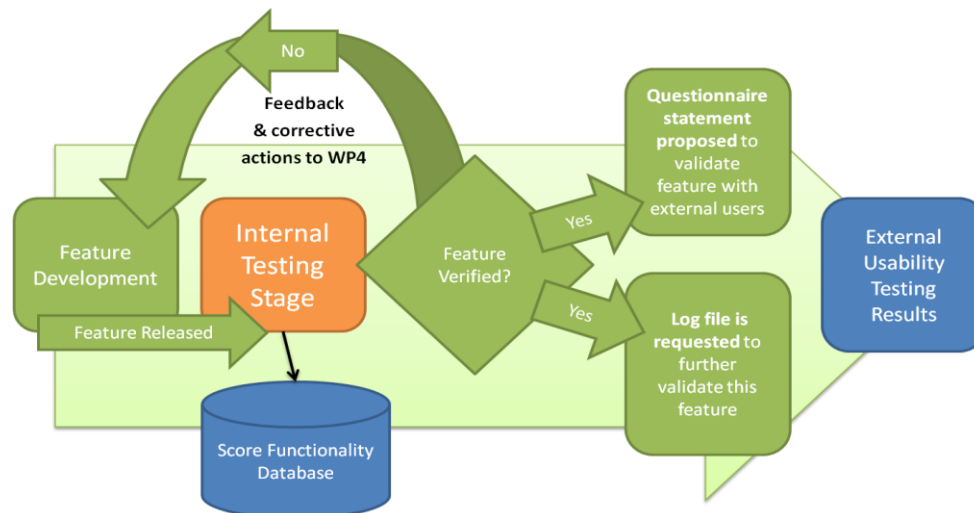 No
Feedback
& corrective
actions to WP4
Feature
Development
Feature Released
Internal
Testing
Stage
Score Functionality
Database
Feature
Verified?
Yes
Yes
Questionnaire
statement
proposed to
validate
feature with
external users
Log file is
requested to
further
validate this
feature
External
Usability
Testing
Results